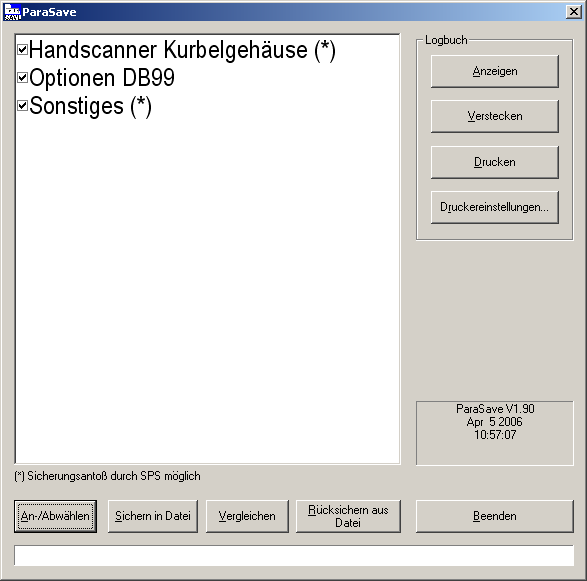 ParaSave
Handscanner Kurbelgehäuse (*)
Optionen DB99
Sonstiges (*)
Logbuch
Anzeigen
Verstecken
Drucken
Druckereinstellungen...
ParaSave V1.90
Apr 5 2006
10:57:07
(*) Sicherungsantoß durch SPS möglich
An-/Abwählen
Sichern in Datei
Vergleichen
Rücksichern aus
Datei
Beenden